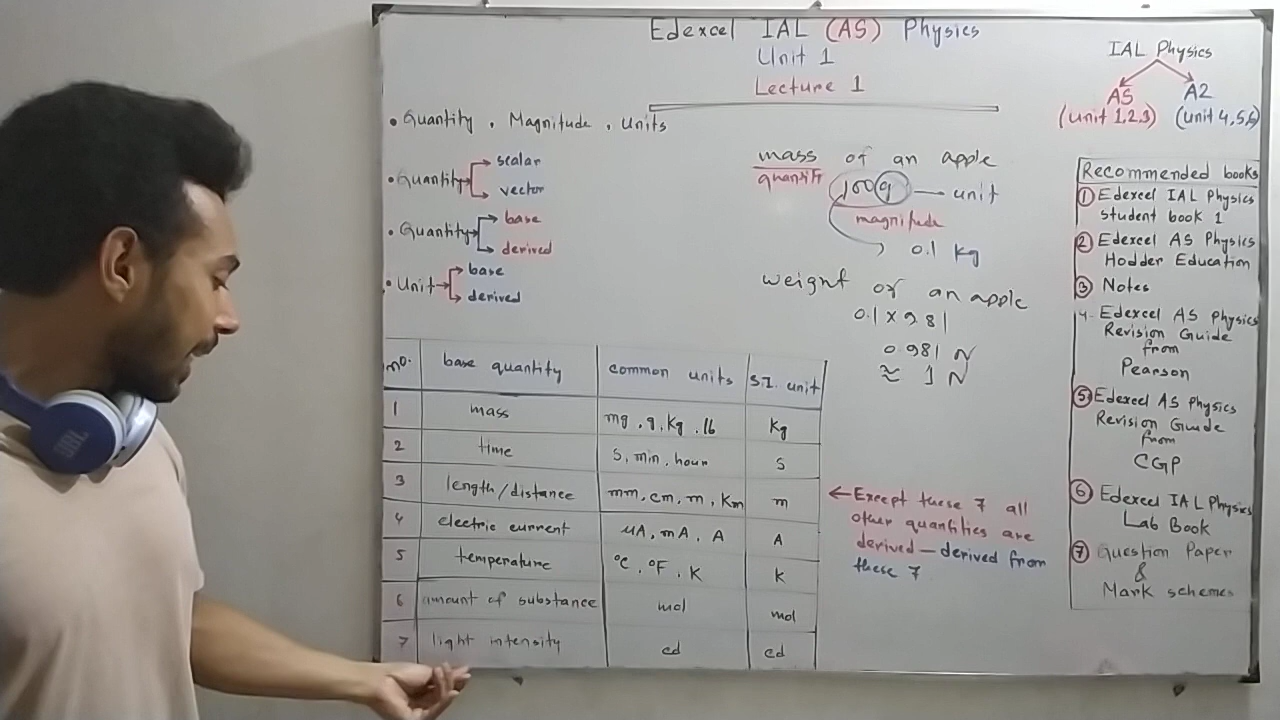 Edexcel IAL (AS) Physics
Unit 1
Lecture 1
• Quantity, Magnitude, Units
• Quantity
scalar
vector
• Quantity
base
derived
• Unit
base
derived
mass of an apple
quantity
100g — unit
magnitude
0.1 kg
weight of an apple
0.1 x 9.81
0.981 N
≈ 1 N
IAL Physics
AS A2
(unit 1,2,3) (unit 4,5,6)
Recommended books
1 Edexcel IAL Physics
student book 1
2 Edexcel AS Physics
Hodder Education
3 Notes
4. Edexcel AS Physics
Revision Guide
from
Pearson
5 Edexcel AS Physics
Revision Guide
from
CGP
6 Edexcel IAL Physics
Lab Book
7 Question Paper
&
Mark schemes
no. base quantity common units S.I. unit
1 mass mg, g, kg, lb kg
2 time s, min, hour s
3 length/distance mm, cm, m, km m
4 electric current μA, mA, A A
5 temperature °C, °F, K K
6 amount of substance mol mol
7 light intensity cd cd
← Except these 7 all
other quantities are
derived — derived from
these 7
JBL